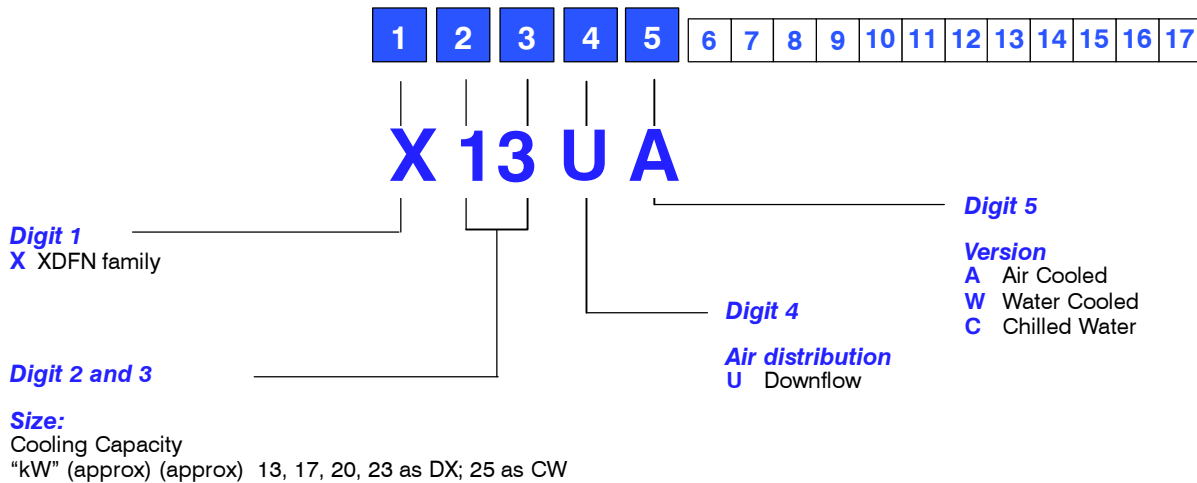 1 2 3 4 5 6 7 8 9 10 11 12 13 14 15 16 17
X 13 U A
Digit 1
X XDFN family
Digit 5
Version
A Air Cooled
W Water Cooled
C Chilled Water
Digit 4
Air distribution
U Downflow
Digit 2 and 3
Size:
Cooling Capacity
“kW” (approx) (approx) 13, 17, 20, 23 as DX; 25 as CW